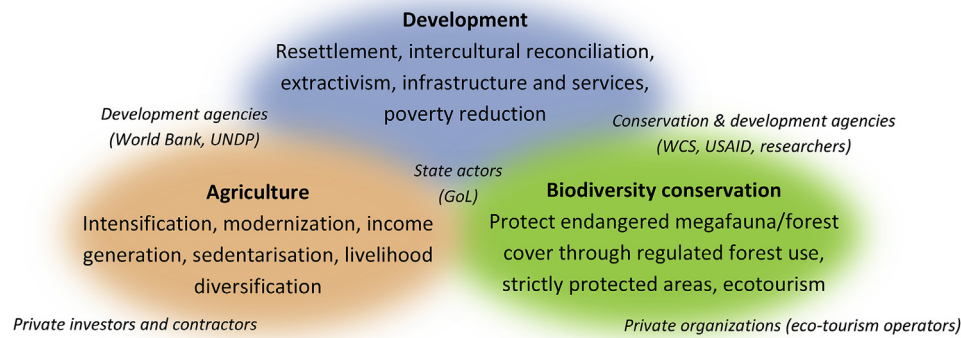 Development
Resettlement, intercultural reconciliation,
extractivism, infrastructure and services,
poverty reduction
Development agencies
(World Bank, UNDP)
Conservation & development agencies
(WCS, USAID, researchers)
State actors
(GoL)
Agriculture
Intensification, modernization, income
generation, sedentarisation, livelihood
diversification
Biodiversity conservation
Protect endangered megafauna/forest
cover through regulated forest use,
strictly protected areas, ecotourism
Private investors and contractors
Private organizations (eco-tourism operators)